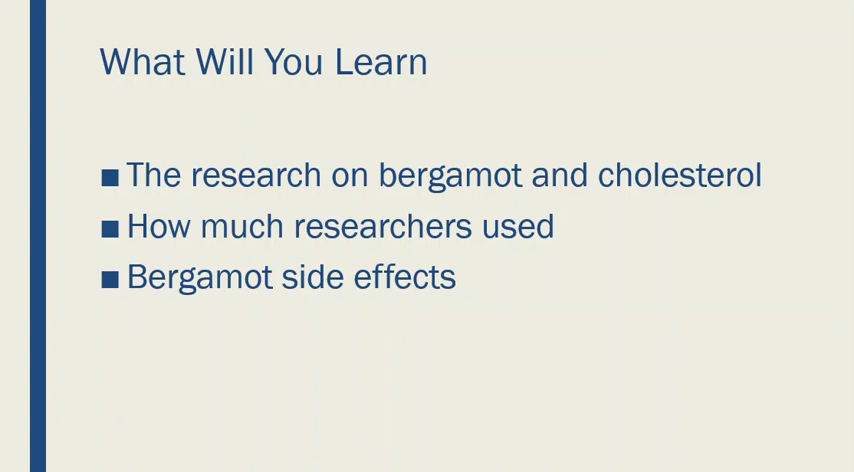 What Will You Learn
■ The research on bergamot and cholesterol
■ How much researchers used
■ Bergamot side effects